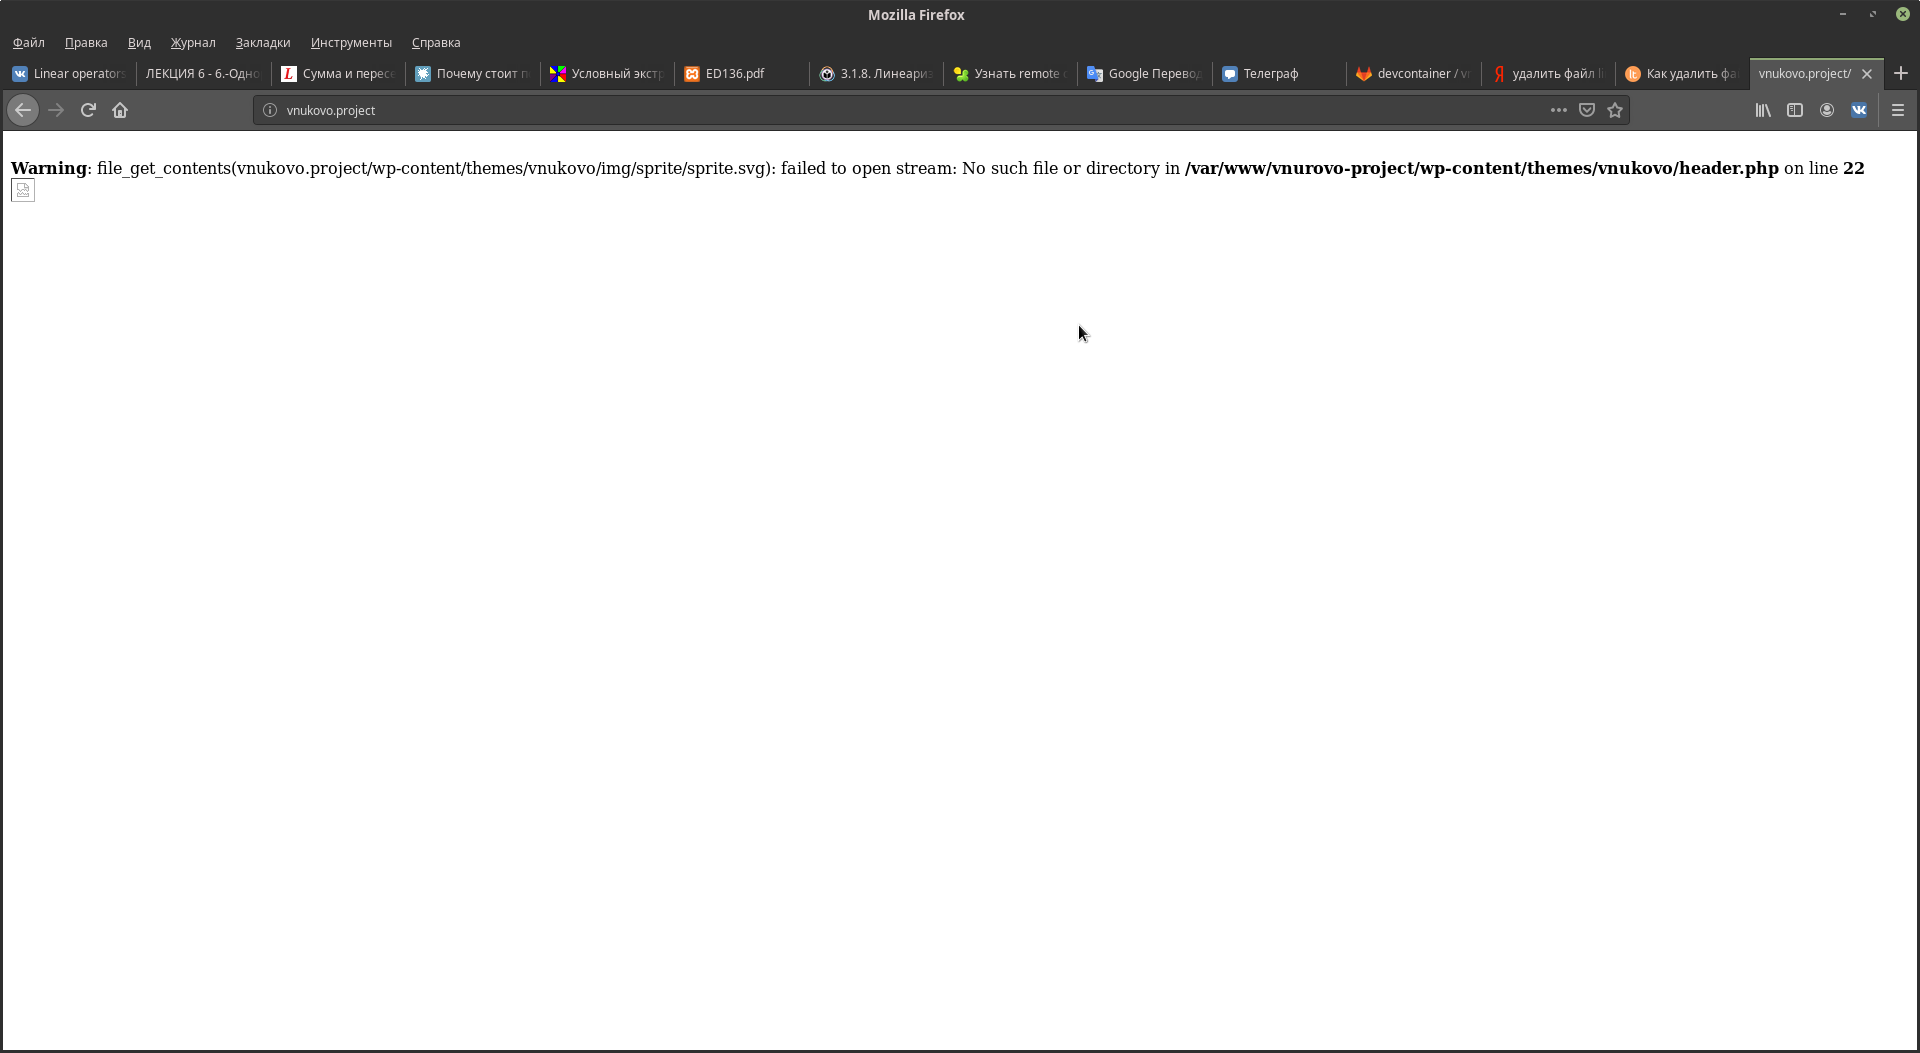 Mozilla Firefox
Файл Правка Вид Журнал Закладки Инструменты Справка
Linear operators ЛЕКЦИЯ 6 - 6.-Одно Сумма и пересе Почему стоит п Условный экстр ED136.pdf 3.1.8. Линеариз Узнать remote Google Перевод Телеграф devcontainer / vn удалить файл li Как удалить фа vnukovo.project/
vnukovo.project
Warning: file_get_contents(vnukovo.project/wp-content/themes/vnukovo/img/sprite/sprite.svg): failed to open stream: No such file or directory in /var/www/vnurovo-project/wp-content/themes/vnukovo/header.php on line 22